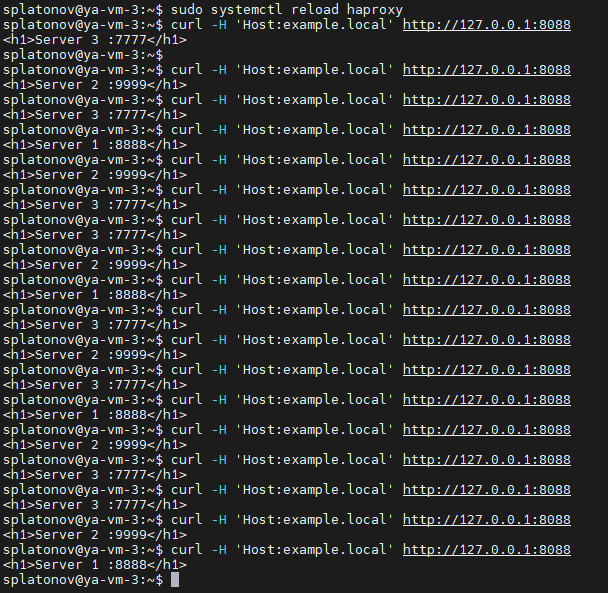 splatonov@ya-vm-3:~$ sudo systemctl reload haproxy
splatonov@ya-vm-3:~$ curl -H 'Host:example.local' http://127.0.0.1:8088
<h1>Server 3 :7777</h1>
splatonov@ya-vm-3:~$
splatonov@ya-vm-3:~$ curl -H 'Host:example.local' http://127.0.0.1:8088
<h1>Server 2 :9999</h1>
splatonov@ya-vm-3:~$ curl -H 'Host:example.local' http://127.0.0.1:8088
<h1>Server 3 :7777</h1>
splatonov@ya-vm-3:~$ curl -H 'Host:example.local' http://127.0.0.1:8088
<h1>Server 1 :8888</h1>
splatonov@ya-vm-3:~$ curl -H 'Host:example.local' http://127.0.0.1:8088
<h1>Server 2 :9999</h1>
splatonov@ya-vm-3:~$ curl -H 'Host:example.local' http://127.0.0.1:8088
<h1>Server 3 :7777</h1>
splatonov@ya-vm-3:~$ curl -H 'Host:example.local' http://127.0.0.1:8088
<h1>Server 3 :7777</h1>
splatonov@ya-vm-3:~$ curl -H 'Host:example.local' http://127.0.0.1:8088
<h1>Server 2 :9999</h1>
splatonov@ya-vm-3:~$ curl -H 'Host:example.local' http://127.0.0.1:8088
<h1>Server 1 :8888</h1>
splatonov@ya-vm-3:~$ curl -H 'Host:example.local' http://127.0.0.1:8088
<h1>Server 3 :7777</h1>
splatonov@ya-vm-3:~$ curl -H 'Host:example.local' http://127.0.0.1:8088
<h1>Server 2 :9999</h1>
splatonov@ya-vm-3:~$ curl -H 'Host:example.local' http://127.0.0.1:8088
<h1>Server 3 :7777</h1>
splatonov@ya-vm-3:~$ curl -H 'Host:example.local' http://127.0.0.1:8088
<h1>Server 1 :8888</h1>
splatonov@ya-vm-3:~$ curl -H 'Host:example.local' http://127.0.0.1:8088
<h1>Server 2 :9999</h1>
splatonov@ya-vm-3:~$ curl -H 'Host:example.local' http://127.0.0.1:8088
<h1>Server 3 :7777</h1>
splatonov@ya-vm-3:~$ curl -H 'Host:example.local' http://127.0.0.1:8088
<h1>Server 3 :7777</h1>
splatonov@ya-vm-3:~$ curl -H 'Host:example.local' http://127.0.0.1:8088
<h1>Server 2 :9999</h1>
splatonov@ya-vm-3:~$ curl -H 'Host:example.local' http://127.0.0.1:8088
<h1>Server 1 :8888</h1>
splatonov@ya-vm-3:~$